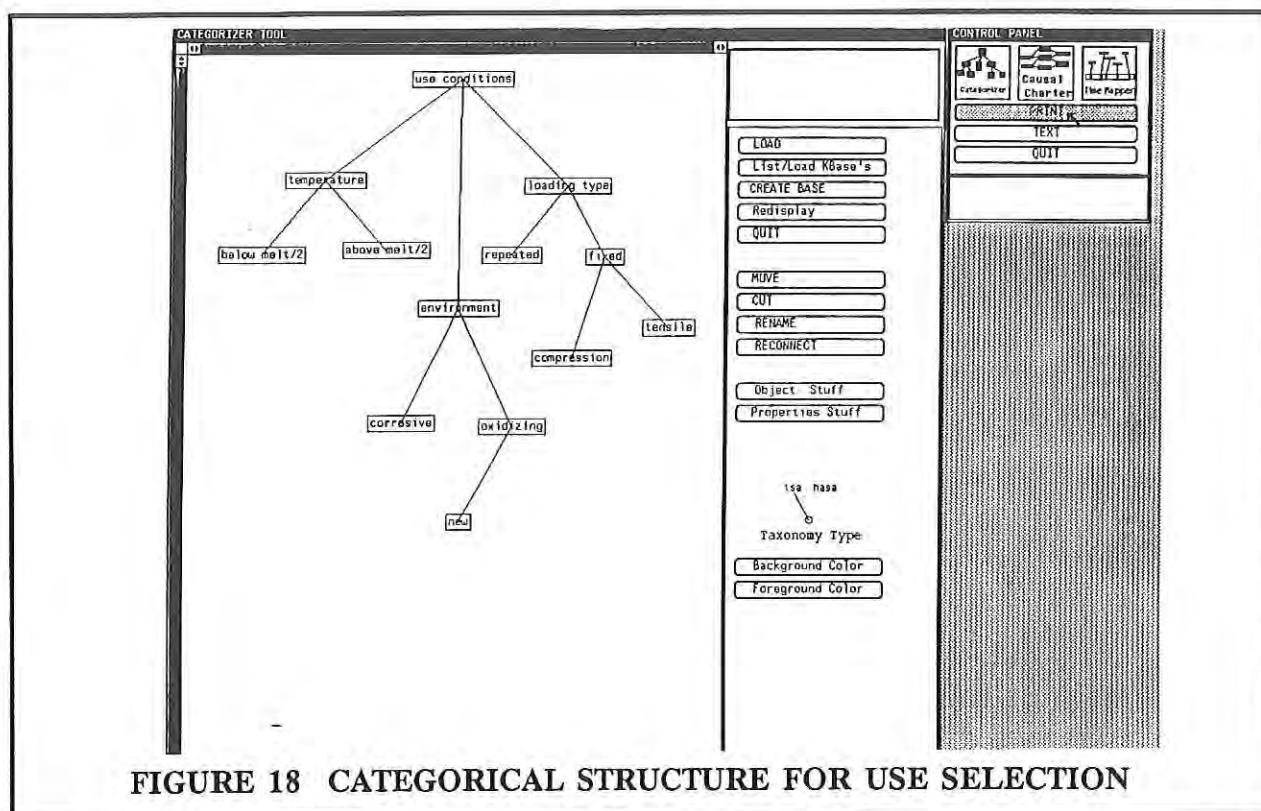 CATEGORIZER TOOL
use conditions
temperature
loading type
below melt/2
above melt/2
repeated
fixed
environment
tensile
compression
corrosive
oxidizing
new
LOAD
List/Load KBase's
CREATE BASE
Redisplay
QUIT
MOVE
CUT
RENAME
RECONNECT
Object Stuff
Properties Stuff
isa hasa
Taxonomy Type
Background Color
Foreground Color
CONTROL PANEL
Categorizer
Causal
Charter
Time Mapper
PRINT
TEXT
QUIT
FIGURE 18 CATEGORICAL STRUCTURE FOR USE SELECTION